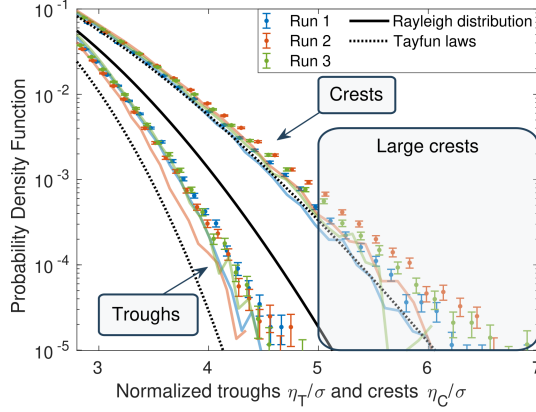 Run 1
Run 2
Run 3
Rayleigh distribution
Tayfun laws
Crests
Large crests
Troughs
Probability Density Function
10^-1
10^-2
10^-3
10^-4
10^-5
3
4
5
6
7
Normalized troughs η_T/σ and crests η_C/σ